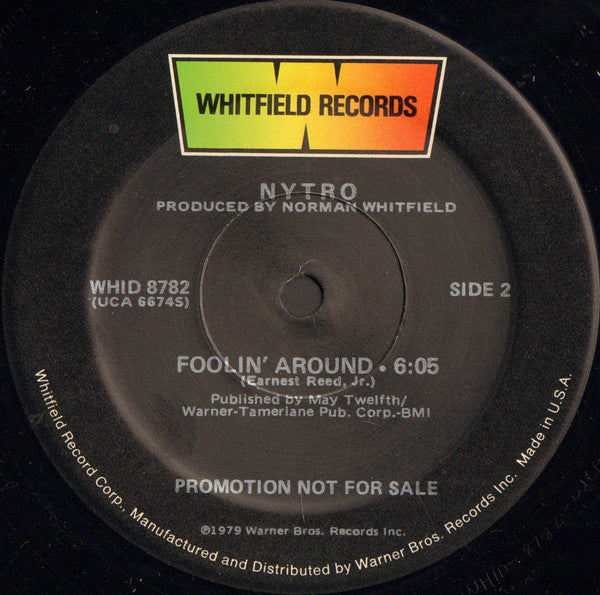 WHITFIELD RECORDS
NYTRO
PRODUCED BY NORMAN WHITFIELD
WHID 8782
(UCA 6674S)
SIDE 2
FOOLIN' AROUND • 6:05
(Earnest Reed, Jr.)
Published by May Twelfth/
Warner-Tamerlane Pub. Corp.-BMI
PROMOTION NOT FOR SALE
℗1979 Warner Bros. Records Inc.
Whitfield Record Corp., Manufactured and Distributed by Warner Bros. Records Inc. Made in U.S.A.